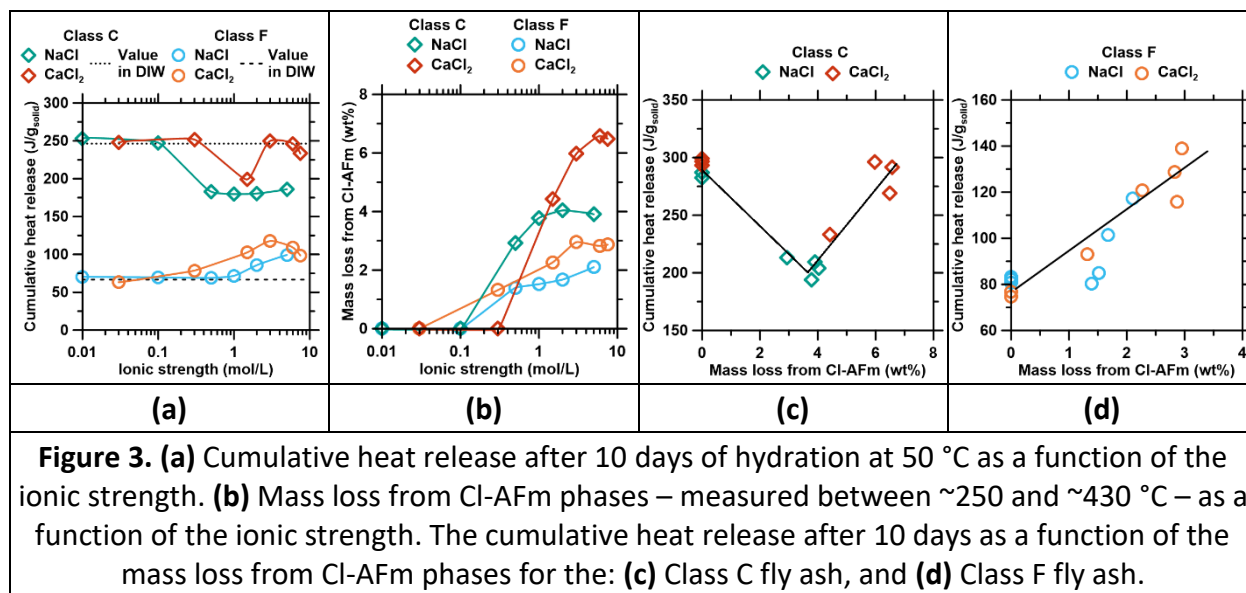 Class C
Class F
NaCl
Value in DIW
NaCl
Value in DIW
CaCl₂
CaCl₂
Cumulative heat release (J/g_solid)
300
250
200
150
100
50
0
0.01 0.1 1 10
Ionic strength (mol/L)
Class C
Class F
NaCl
NaCl
CaCl₂
CaCl₂
Mass loss from Cl-AFm (wt%)
8
6
4
2
0
0.01 0.1 1 10
Ionic strength (mol/L)
Class C
NaCl CaCl₂
Cumulative heat release (J/g_solid)
350
300
250
200
150
0 2 4 6 8
Mass loss from Cl-AFm (wt%)
Class F
NaCl CaCl₂
Cumulative heat release (J/g_solid)
160
140
120
100
80
60
0 1 2 3 4
Mass loss from Cl-AFm (wt%)
(a) (b) (c) (d)
Figure 3. (a) Cumulative heat release after 10 days of hydration at 50 °C as a function of the
ionic strength. (b) Mass loss from Cl-AFm phases – measured between ~250 and ~430 °C – as a
function of the ionic strength. The cumulative heat release after 10 days as a function of the
mass loss from Cl-AFm phases for the: (c) Class C fly ash, and (d) Class F fly ash.